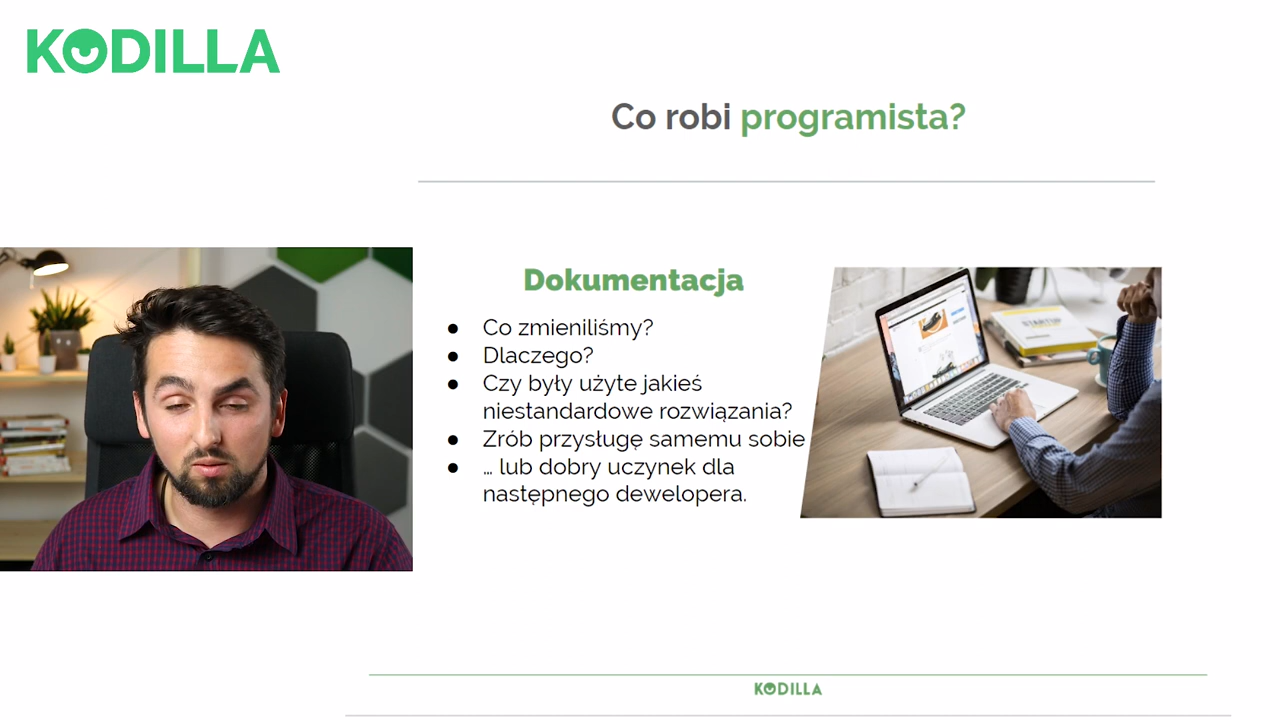 KODILLA
Co robi programista?
Dokumentacja
● Co zmieniliśmy?
● Dlaczego?
● Czy były użyte jakieś
niestandardowe rozwiązania?
● Zrób przysługę samemu sobie
● … lub dobry uczynek dla
następnego dewelopera.
STARTUP
KODILLA